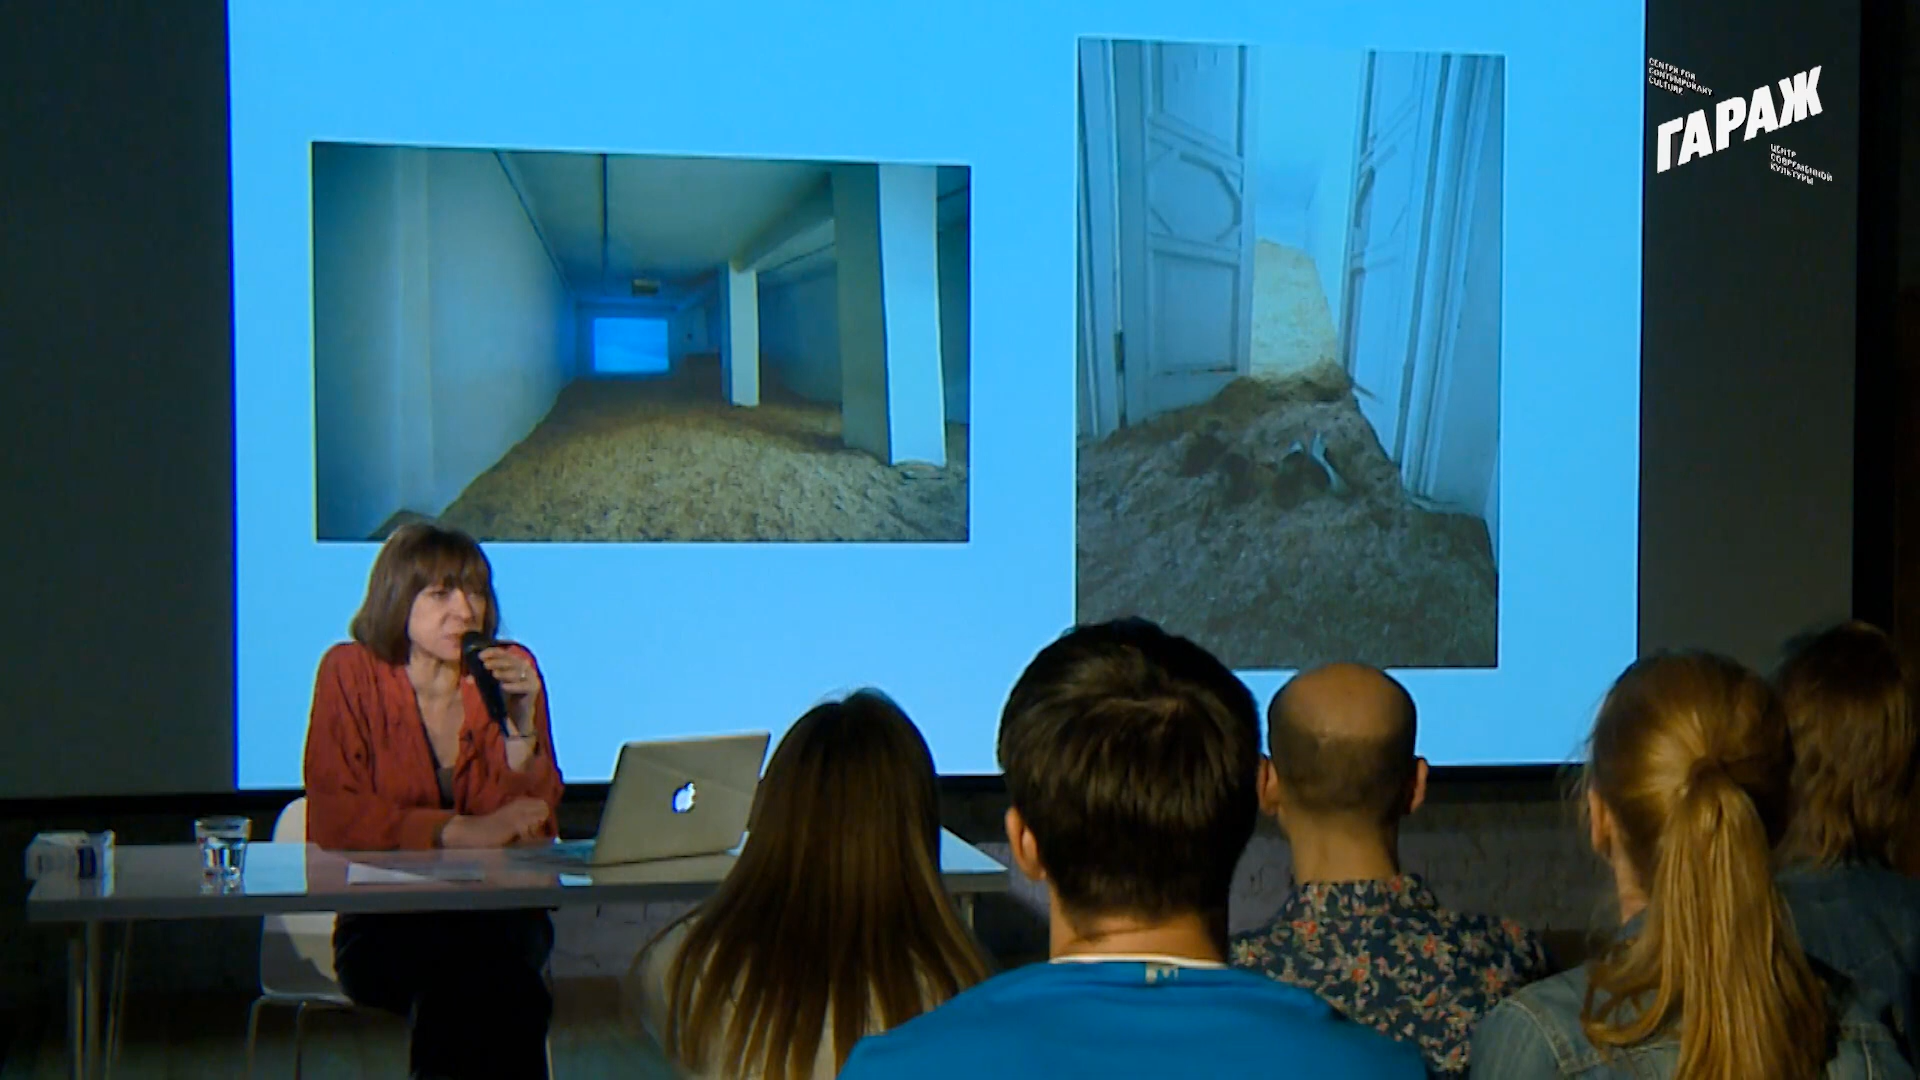 CENTER FOR
CONTEMPORARY
CULTURE
ГАРАЖ
ЦЕНТР
СОВРЕМЕННОЙ
КУЛЬТУРЫ